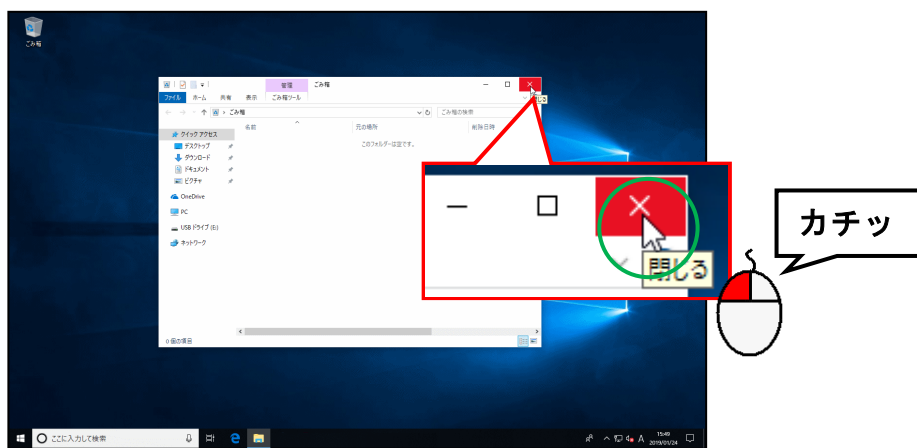 ごみ箱
管理
ごみ箱
ファイル
ホーム
共有
表示
ごみ箱ツール
閉じる
ごみ箱
ごみ箱の検索
名前
元の場所
削除日時
このフォルダーは空です。
クイック アクセス
デスクトップ
ダウンロード
ドキュメント
ピクチャ
OneDrive
PC
USB ドライブ (E:)
ネットワーク
0 個の項目
閉じる
カチッ
ここに入力して検索
A
15:49
2019/01/24